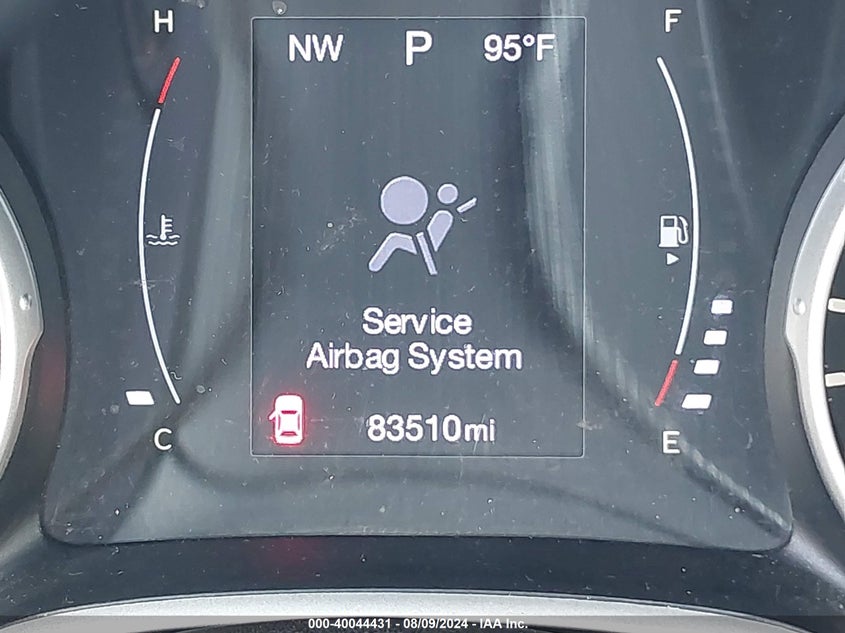 H F
NW P 95°F
Service
Airbag System
83510mi
C E
000-40044431 - 08/09/2024 - IAA Inc.